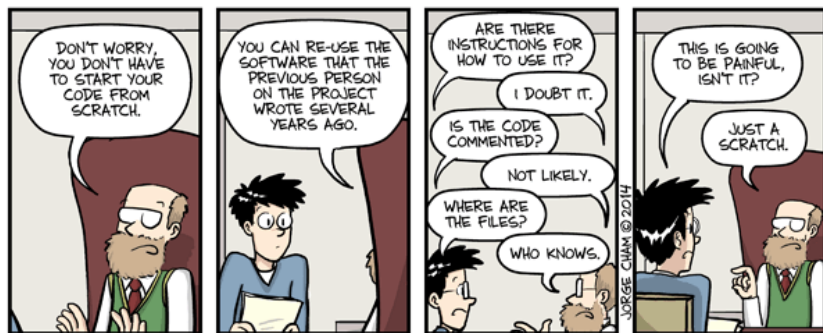 DON'T WORRY,
YOU DON'T HAVE
TO START YOUR
CODE FROM
SCRATCH.
YOU CAN RE-USE THE
SOFTWARE THAT THE
PREVIOUS PERSON
ON THE PROJECT
WROTE SEVERAL
YEARS AGO.
ARE THERE
INSTRUCTIONS FOR
HOW TO USE IT?
I DOUBT IT.
IS THE CODE
COMMENTED?
NOT LIKELY.
WHERE ARE
THE FILES?
WHO KNOWS.
JORGE CHAM © 2014
THIS IS GOING
TO BE PAINFUL,
ISN'T IT?
JUST A
SCRATCH.